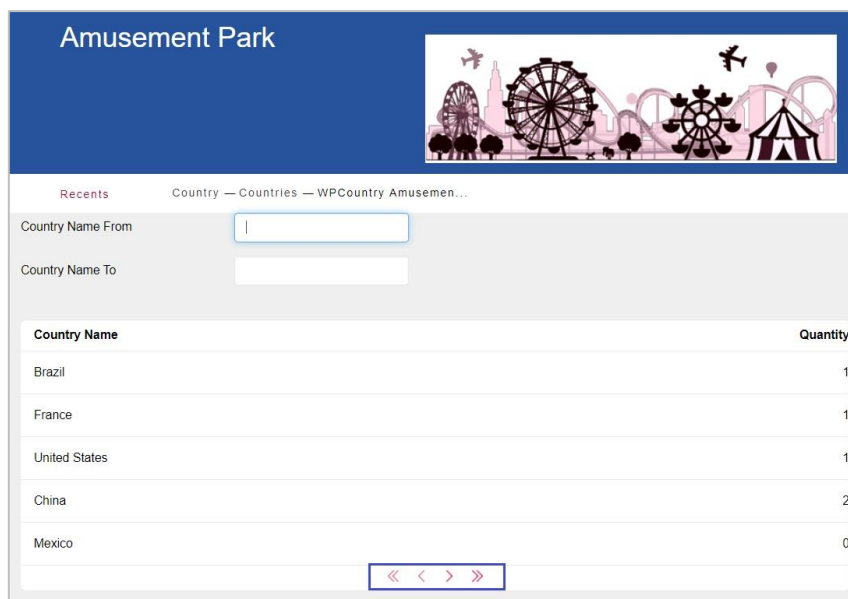 Amusement Park
Recents Country — Countries — WPCountry Amusemen...
Country Name From
Country Name To
Country Name Quantity
Brazil 1
France 1
United States 1
China 2
Mexico 0